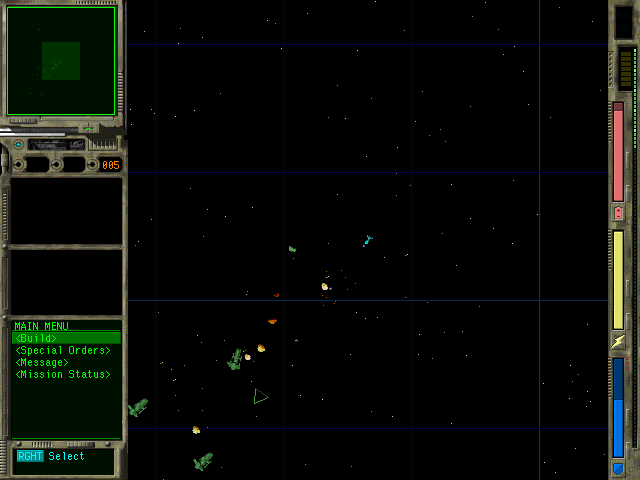 005
MAIN MENU
<Build>
<Special Orders>
<Message>
<Mission Status>
RGHT Select